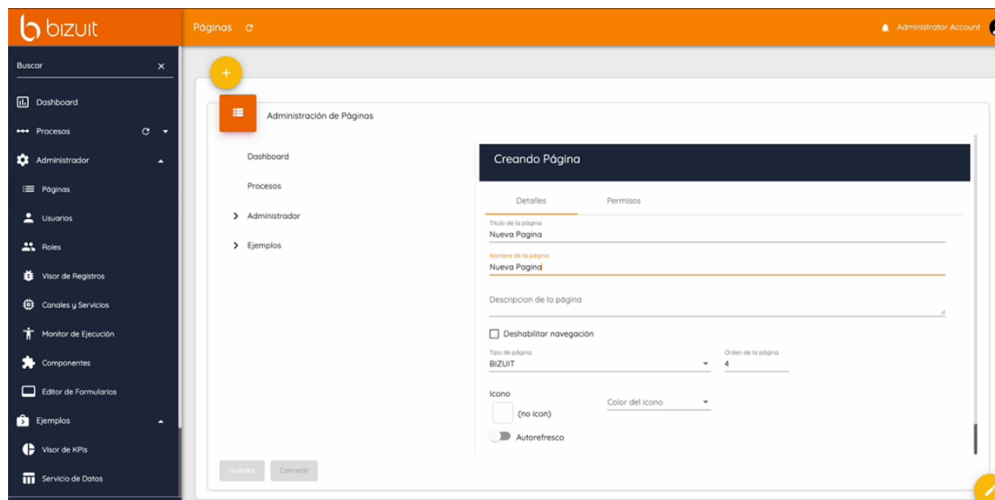 bizuit
Páginas
Administrator Account
Buscar
Dashboard
Procesos
Administrador
Páginas
Usuarios
Roles
Visor de Registros
Canales y Servicios
Monitor de Ejecución
Componentes
Editor de Formularios
Ejemplos
Visor de KPIs
Servicio de Datos
Administración de Páginas
Dashboard
Procesos
Administrador
Ejemplos
Creando Página
Detalles Permisos
Título de la página
Nueva Pagina
Nombre de la página
Nueva Pagina
Descripcion de la página
Deshabilitar navegación
Tipo de página Orden de la página
BIZUIT 4
Icono
Color del icono
(no icon)
Autorefresco
Guardar Cancelar